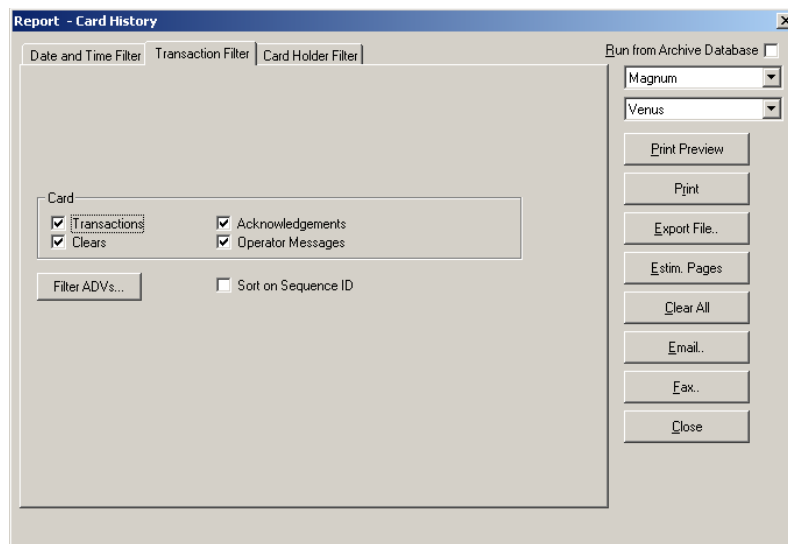 Report - Card History
Date and Time Filter Transaction Filter Card Holder Filter
Run from Archive Database
Magnum
Venus
Card
Transactions Acknowledgements
Clears Operator Messages
Filter ADVs... Sort on Sequence ID
Print Preview
Print
Export File..
Estim. Pages
Clear All
Email..
Fax..
Close